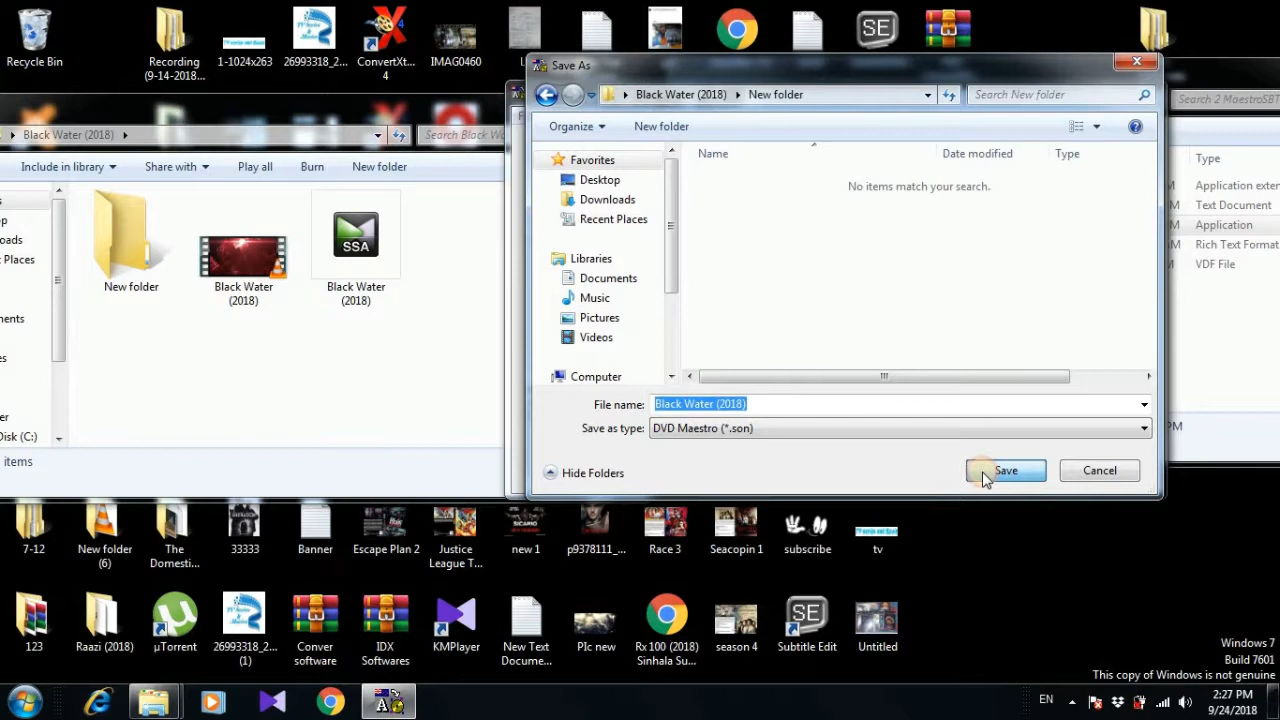 Recycle Bin
Recording
(9-14-2018...
1-1024x263
26993318_2...
ConvertXt...
4
IMAG0460
SE
Save As
Black Water (2018)
New folder
Search New folder
Organize
New folder
Favorites
Desktop
Downloads
Recent Places
Libraries
Documents
Music
Pictures
Videos
Computer
Name
Date modified
Type
No items match your search.
File name:
Black Water (2018)
Save as type:
DVD Maestro (*.son)
Hide Folders
Save
Cancel
Black Water (2018)
Search Black Wa
Include in library
Share with
Play all
Burn
New folder
oads
t Places
ments
Disk (C:)
New folder
Black Water
(2018)
SSA
Black Water
(2018)
items
Search 2 MaestroSBT
Type
Application exten
Text Document
Application
Rich Text Format
VDF File
PM
7-12
New folder
(6)
The
Domesti...
33333
Banner
Escape Plan 2
Justice
League T...
SICARIO
new 1
p9378111_...
Race 3
Seacopin 1
subscribe
tv
123
Raazi (2018)
µTorrent
26993318_2...
(1)
Conver
software
IDX
Softwares
KMPlayer
New Text
Docume...
PIc new
Rx 100 (2018)
Sinhala Su...
season 4
SE
Subtitle Edit
Untitled
Windows 7
Build 7601
This copy of Windows is not genuine
EN
2:27 PM
9/24/2018